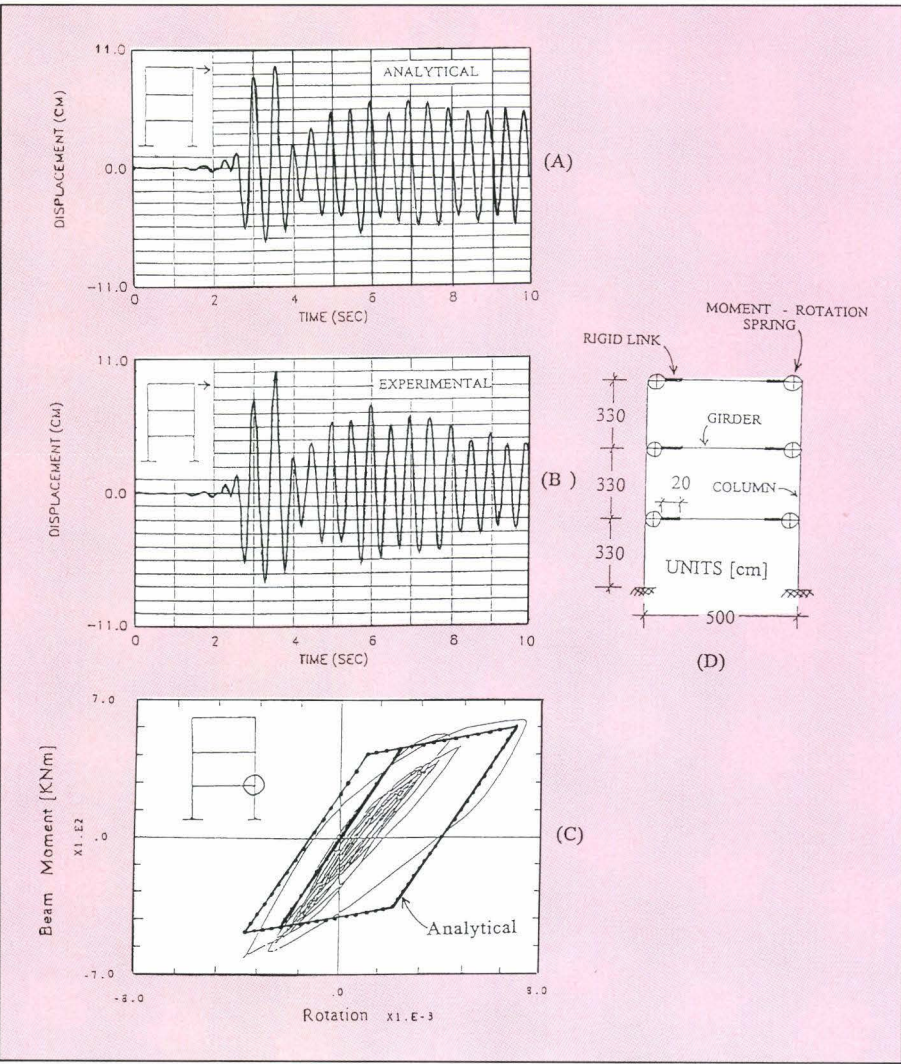 11.0
ANALYTICAL
DISPLACEMENT (CM)
0.0
(A)
-11.0
0 2 4 6 8 10
TIME (SEC)
11.0
EXPERIMENTAL
DISPLACEMENT (CM)
0.0
(B)
-11.0
0 2 4 6 8 10
TIME (SEC)
MOMENT - ROTATION
SPRING
RIGID LINK
330
GIRDER
330
20
COLUMN
330
UNITS [cm]
500
(D)
7.0
Beam Moment [KNm]
X1.E2
.0
(C)
Analytical
-7.0
-8.0 .0 8.0
Rotation X1.E-3